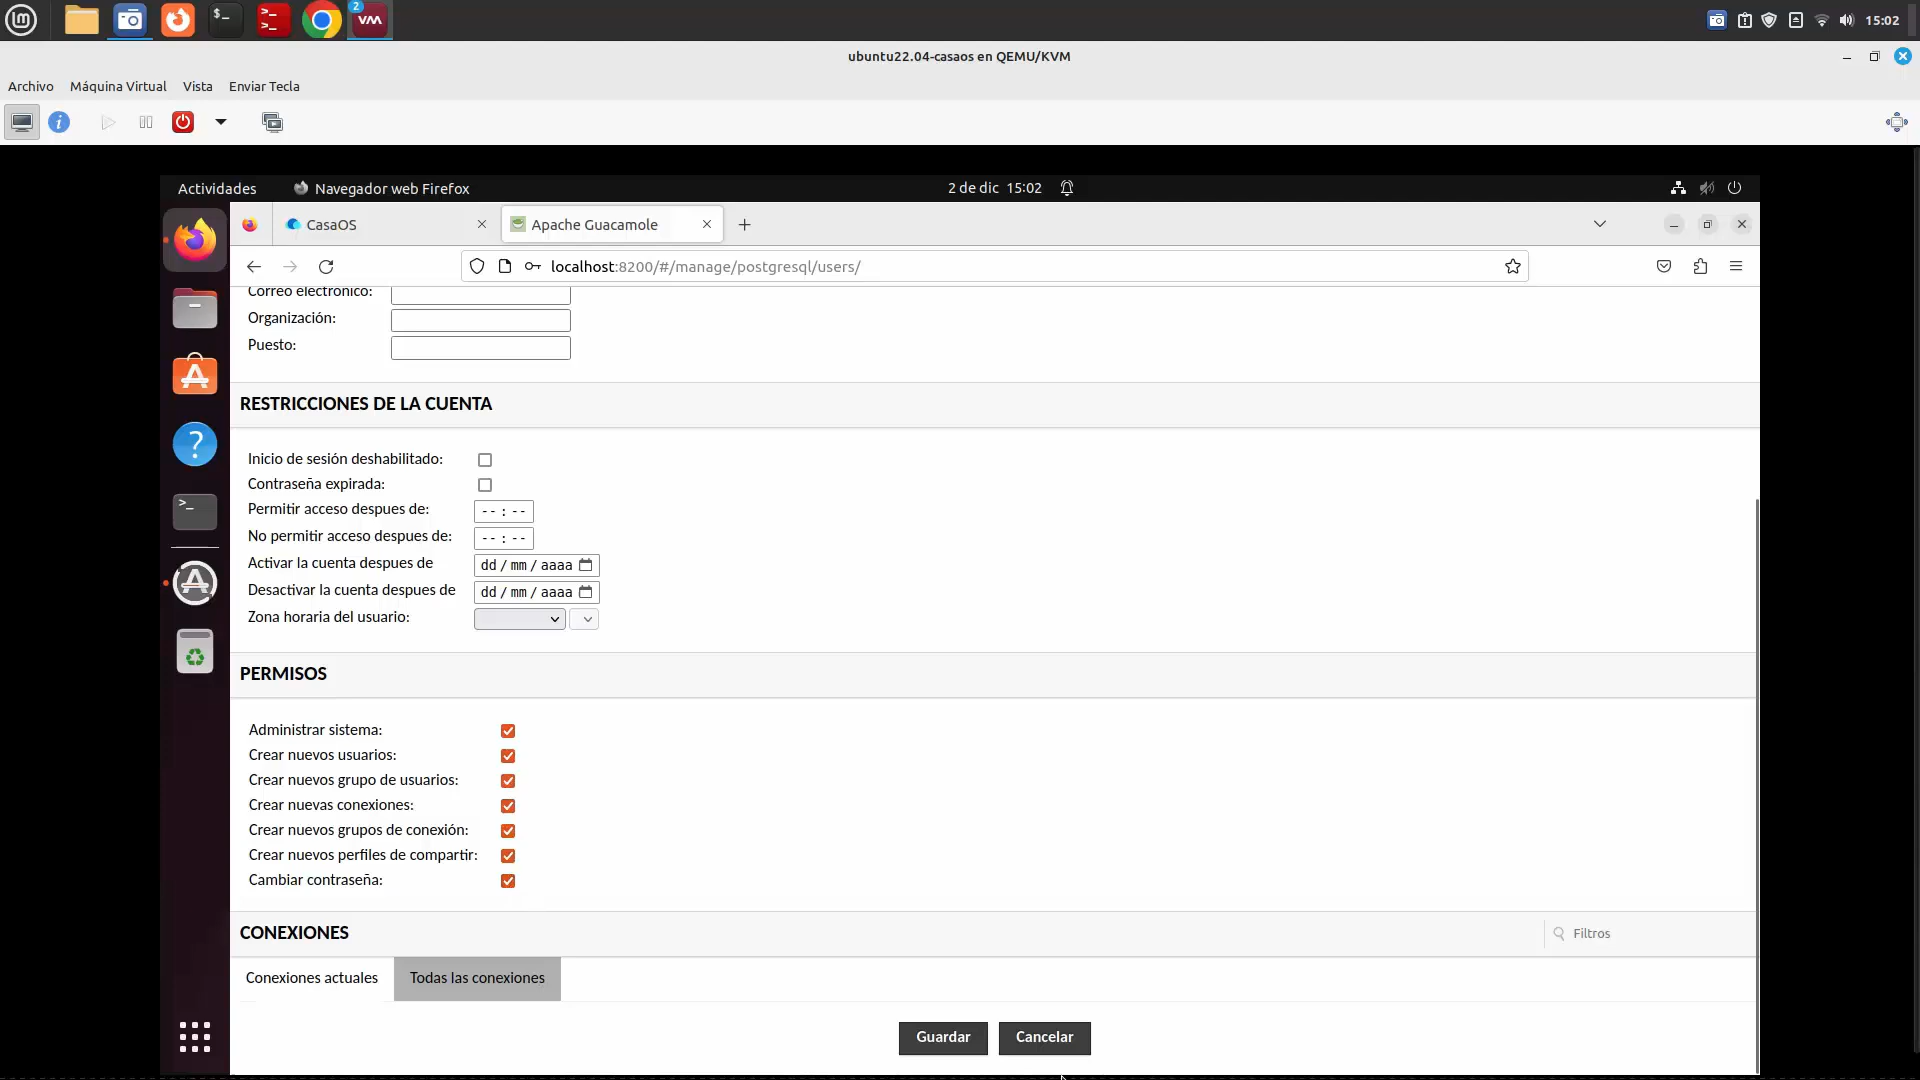 2
VM
15:02
ubuntu22.04-casaos en QEMU/KVM
Archivo Máquina Virtual Vista Enviar Tecla
Actividades Navegador web Firefox 2 de dic 15:02
CasaOS Apache Guacamole
localhost:8200/#/manage/postgresql/users/
Correo electrónico:
Organización:
Puesto:
RESTRICCIONES DE LA CUENTA
Inicio de sesión deshabilitado:
Contraseña expirada:
Permitir acceso despues de: -- : --
No permitir acceso despues de: -- : --
Activar la cuenta despues de dd / mm / aaaa
Desactivar la cuenta despues de dd / mm / aaaa
Zona horaria del usuario:
PERMISOS
Administrar sistema:
Crear nuevos usuarios:
Crear nuevos grupo de usuarios:
Crear nuevas conexiones:
Crear nuevos grupos de conexión:
Crear nuevos perfiles de compartir:
Cambiar contraseña:
CONEXIONES Filtros
Conexiones actuales Todas las conexiones
Guardar Cancelar